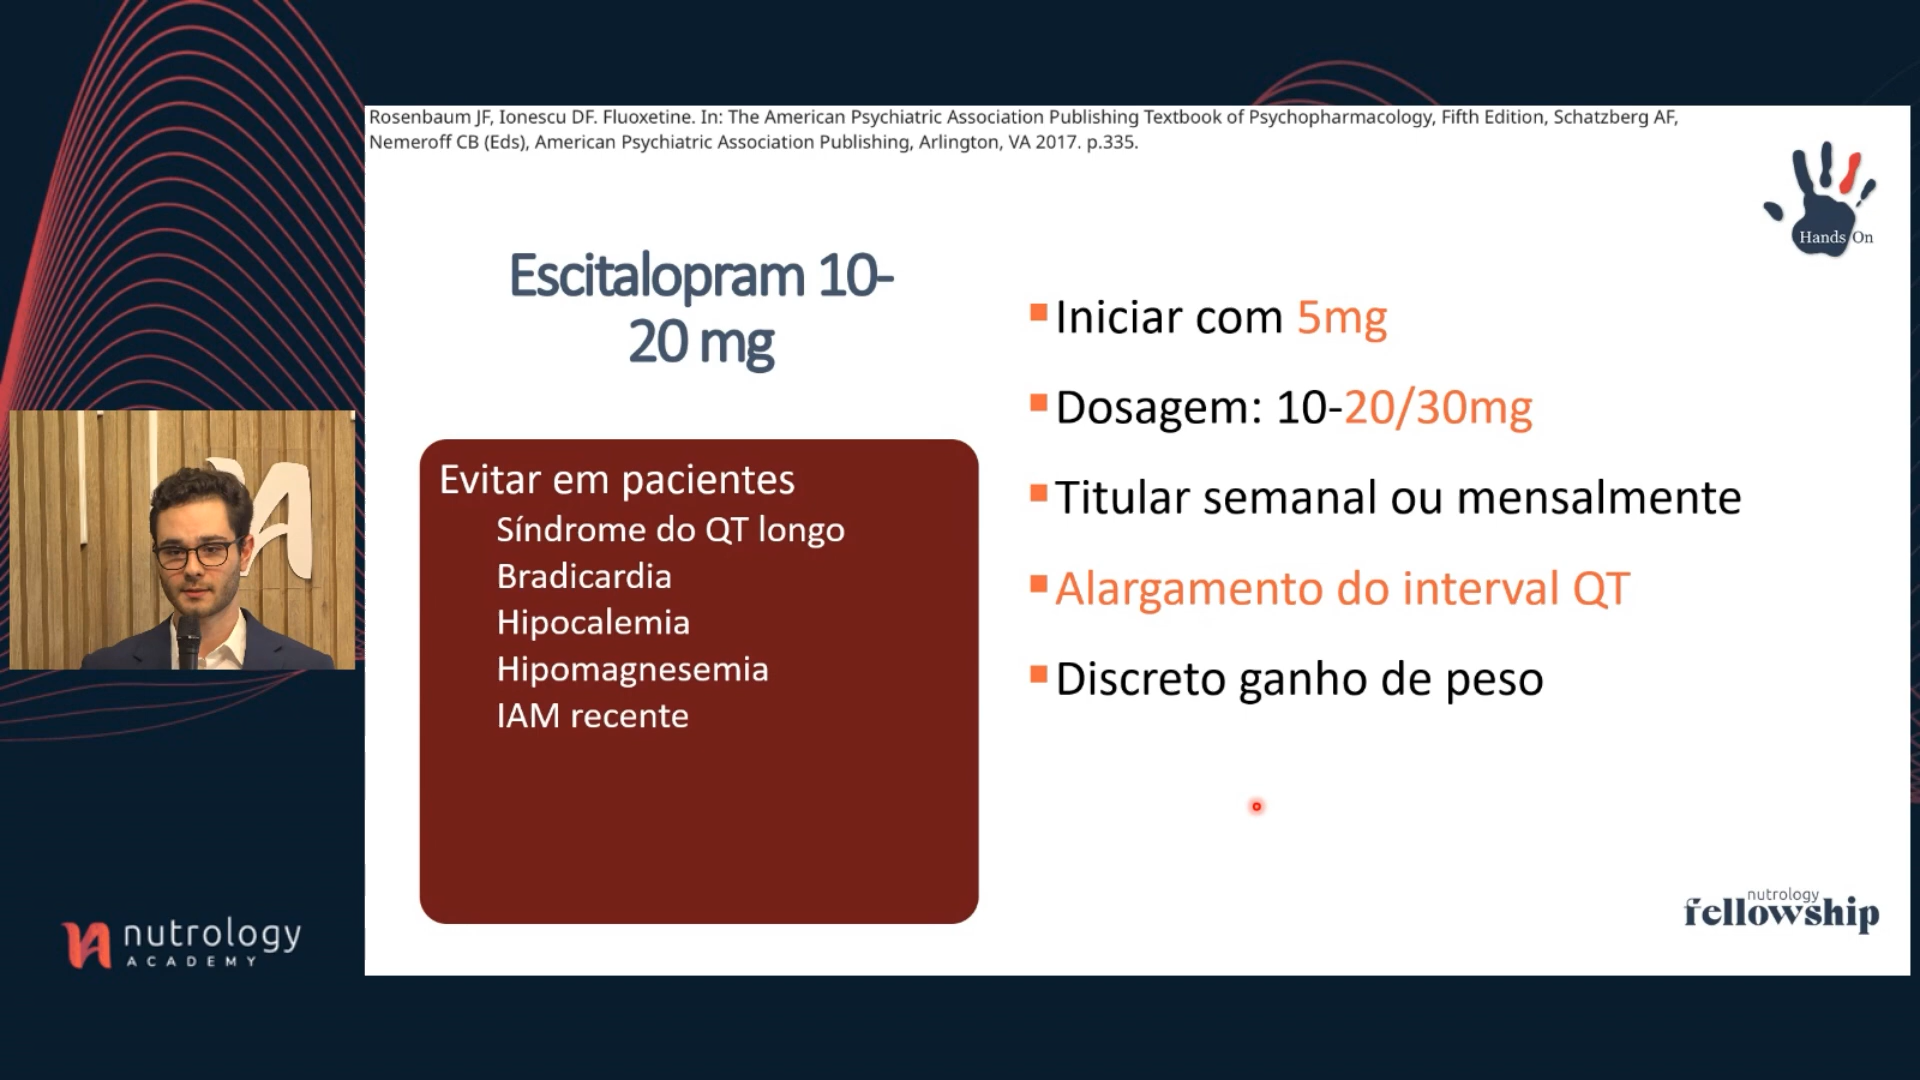 Rosenbaum JF, Ionescu DF. Fluoxetine. In: The American Psychiatric Association Publishing Textbook of Psychopharmacology, Fifth Edition, Schatzberg AF,
Nemeroff CB (Eds), American Psychiatric Association Publishing, Arlington, VA 2017. p.335.
Hands On
Escitalopram 10-
20 mg
Evitar em pacientes
Síndrome do QT longo
Bradicardia
Hipocalemia
Hipomagnesemia
IAM recente
Iniciar com 5mg
Dosagem: 10-20/30mg
Titular semanal ou mensalmente
Alargamento do interval QT
Discreto ganho de peso
nutrology
ACADEMY
nutrology
fellowship